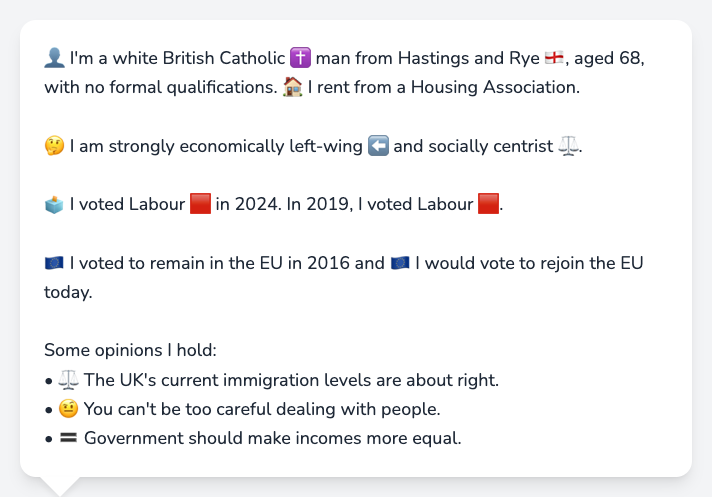 👤 I'm a white British Catholic ✝️ man from Hastings and Rye 🏴󠁧󠁢󠁥󠁮󠁧󠁿, aged 68,
with no formal qualifications. 🏠 I rent from a Housing Association.
🤔 I am strongly economically left-wing ⬅️ and socially centrist ⚖️.
🗳️ I voted Labour 🟥 in 2024. In 2019, I voted Labour 🟥.
🇪🇺 I voted to remain in the EU in 2016 and 🇪🇺 I would vote to rejoin the EU
today.
Some opinions I hold:
• ⚖️ The UK's current immigration levels are about right.
• 🤨 You can't be too careful dealing with people.
• 🟰 Government should make incomes more equal.